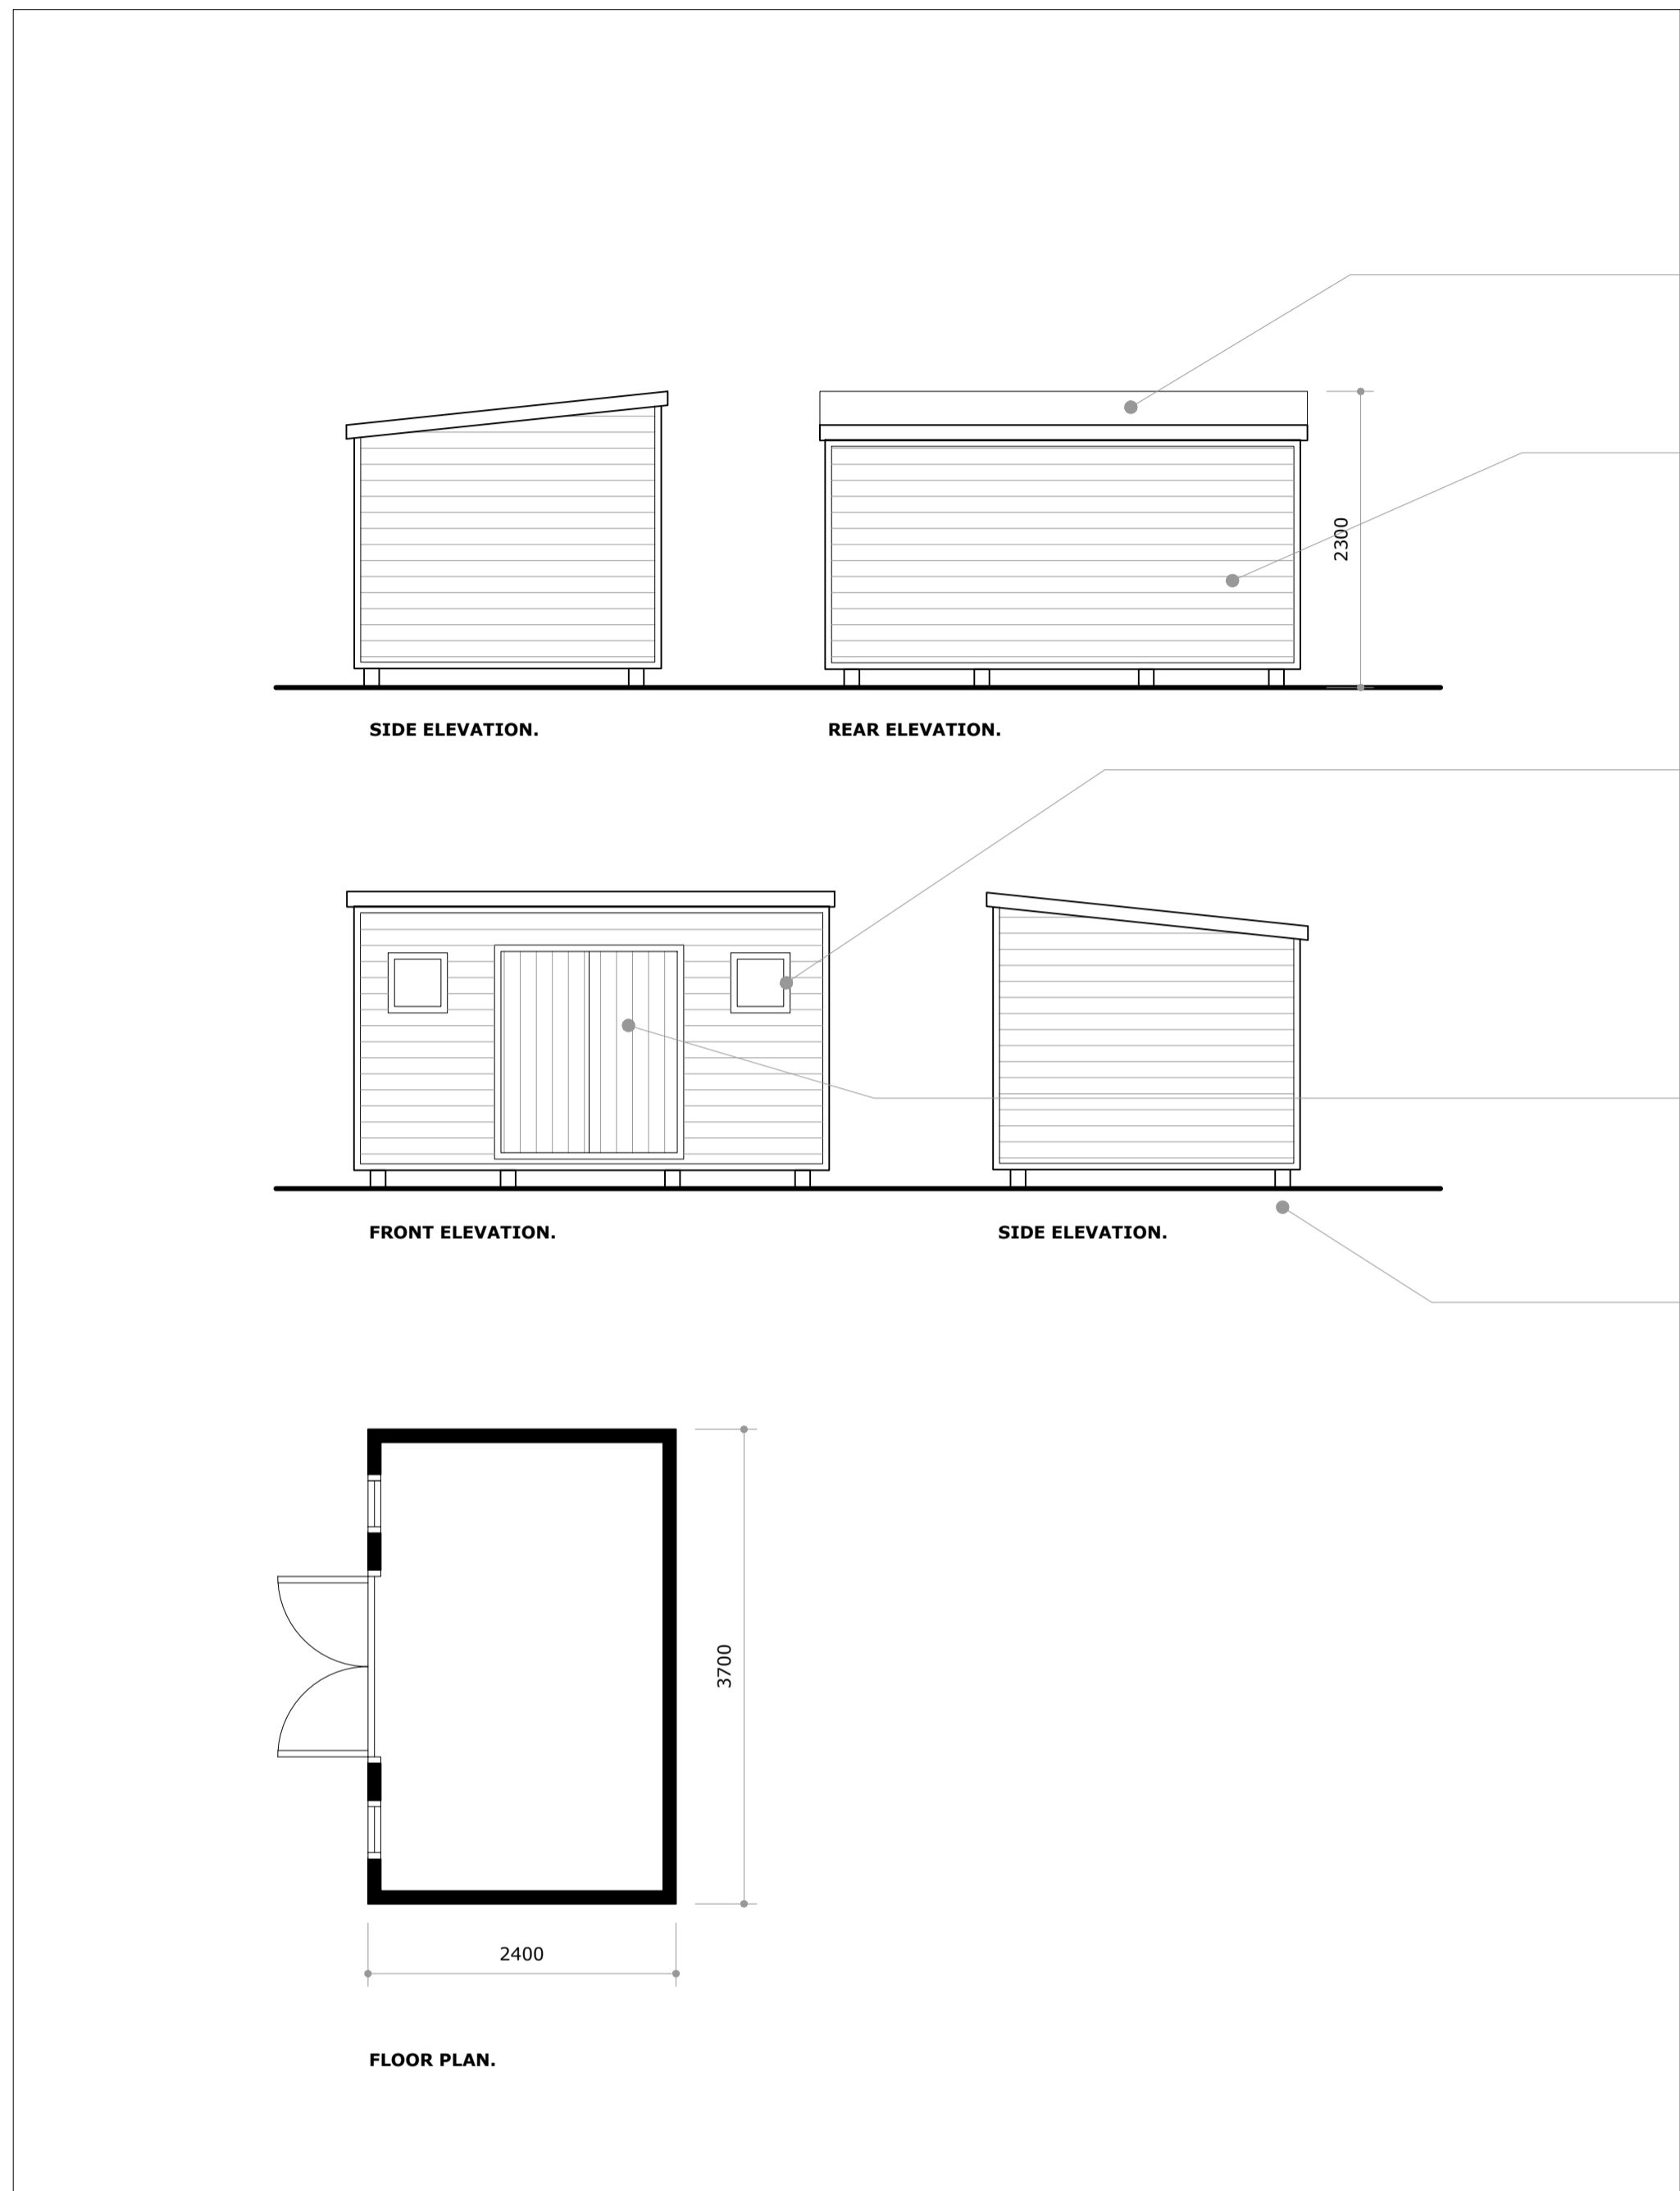 2300
SIDE ELEVATION.
REAR ELEVATION.
FRONT ELEVATION.
SIDE ELEVATION.
3700
2400
FLOOR PLAN.